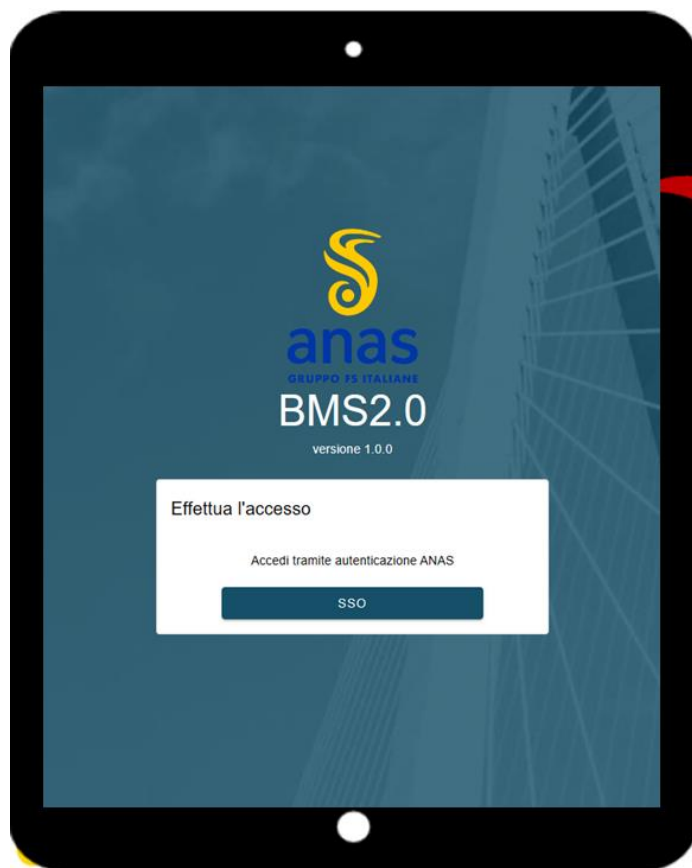 anas
GRUPPO FS ITALIANE
BMS2.0
versione 1.0.0
Effettua l'accesso
Accedi tramite autenticazione ANAS
SSO